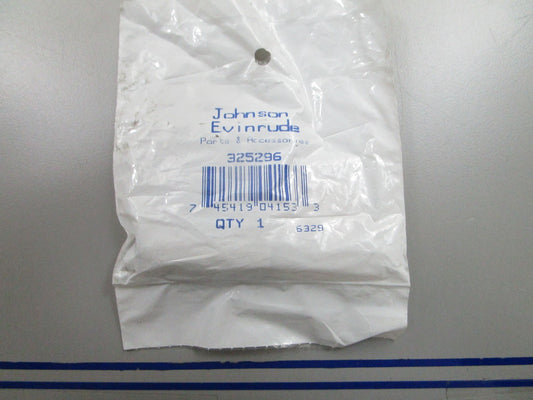 Johnson
Evinrude
Parts & Accessories
325296
7 45419 04153 3
QTY 1
6329